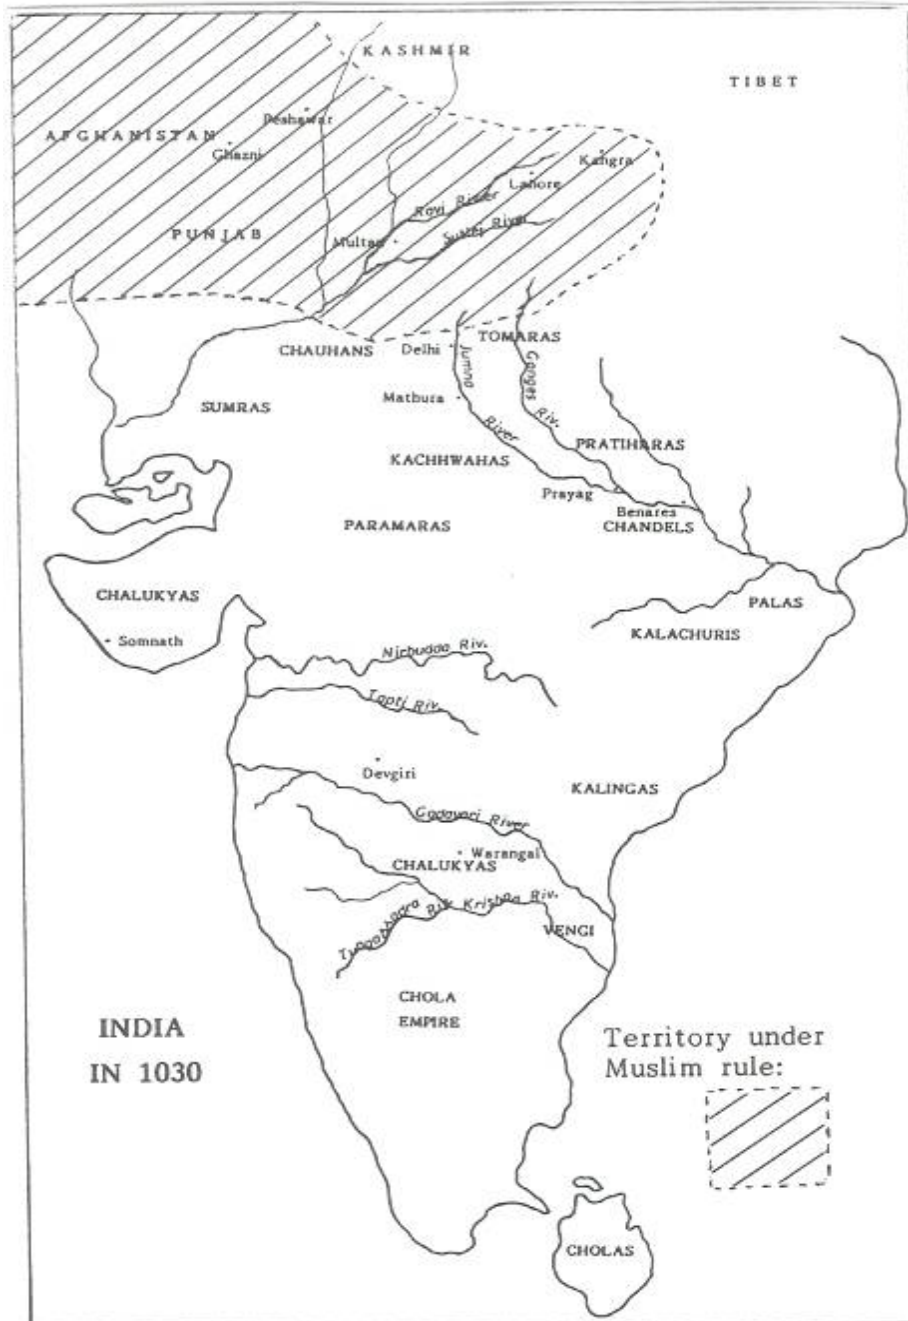 KASHMIR
TIBET
Peshawar
AFGHANISTAN
Ghazni
Kangra
Lahore
Ravi River
PUNJAB
Multan
Sutlej River
CHAUHANS
Delhi
TOMARAS
Jumna River
Ganges Riv.
Mathura
SUMRAS
PRATIHARAS
KACHHWAHAS
Prayag
Benares
PARAMARAS
CHANDELS
CHALUKYAS
PALAS
Somnath
KALACHURIS
Nirbudda Riv.
Tapti Riv.
Devgiri
KALINGAS
Godavari River
Warangal
CHALUKYAS
Tungabhadra Riv.
Krishna Riv.
VENGI
CHOLA
EMPIRE
INDIA
IN 1030
Territory under
Muslim rule:
CHOLAS